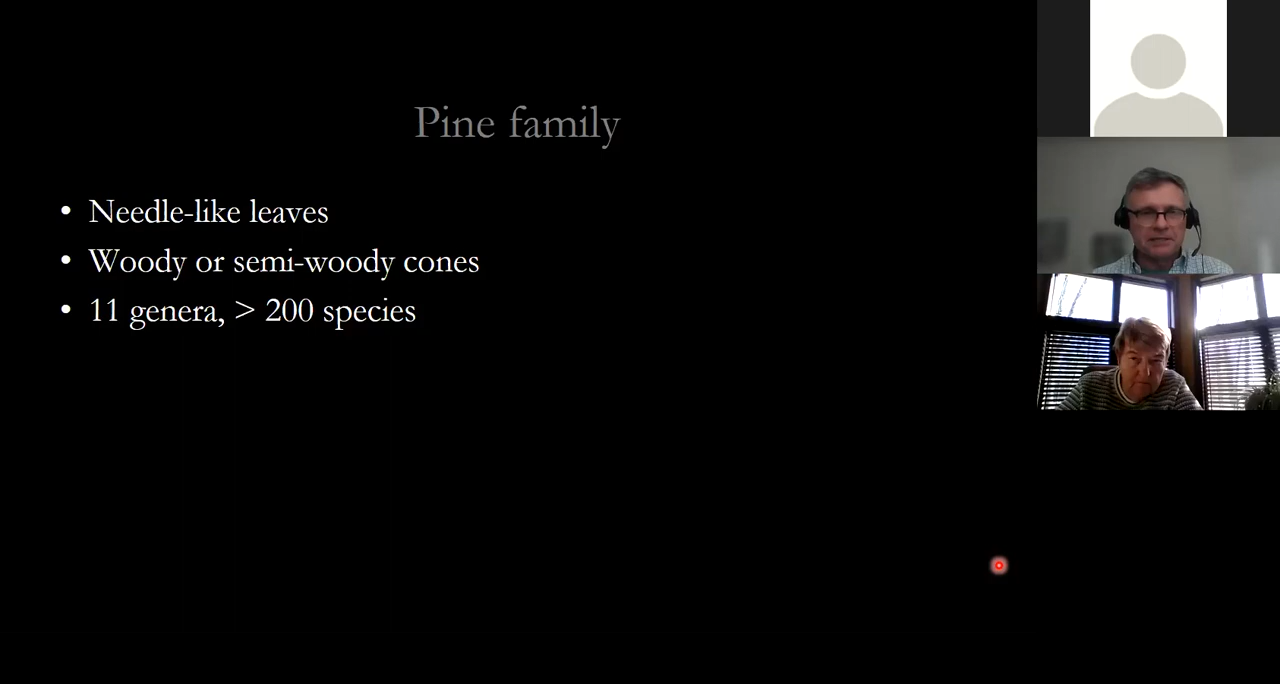 Pine family
• Needle-like leaves
• Woody or semi-woody cones
• 11 genera, > 200 species